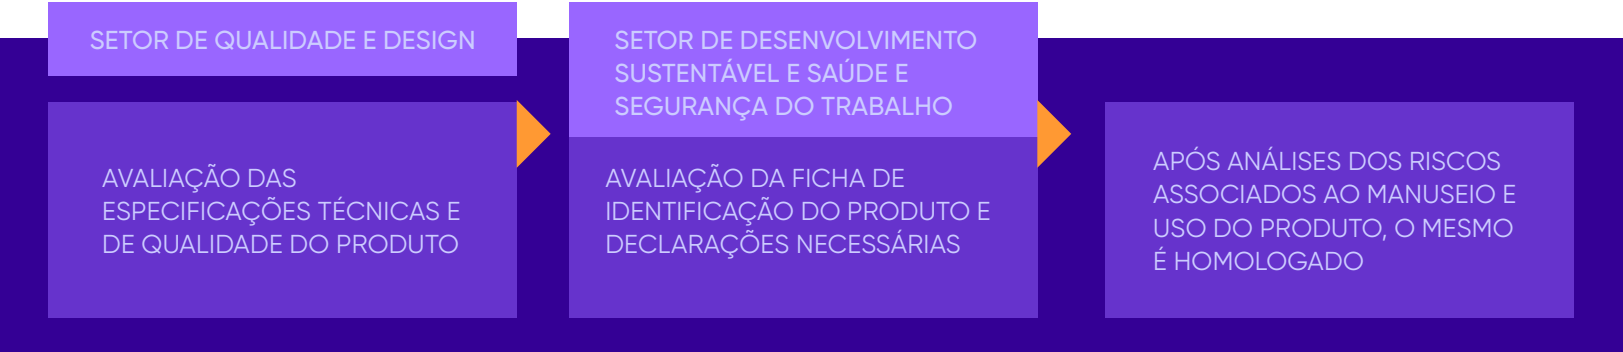 SETOR DE QUALIDADE E DESIGN
AVALIAÇÃO DAS
ESPECIFICAÇÕES TÉCNICAS E
DE QUALIDADE DO PRODUTO
SETOR DE DESENVOLVIMENTO
SUSTENTÁVEL E SAÚDE E
SEGURANÇA DO TRABALHO
AVALIAÇÃO DA FICHA DE
IDENTIFICAÇÃO DO PRODUTO E
DECLARAÇÕES NECESSÁRIAS
APÓS ANÁLISES DOS RISCOS
ASSOCIADOS AO MANUSEIO E
USO DO PRODUTO, O MESMO
É HOMOLOGADO